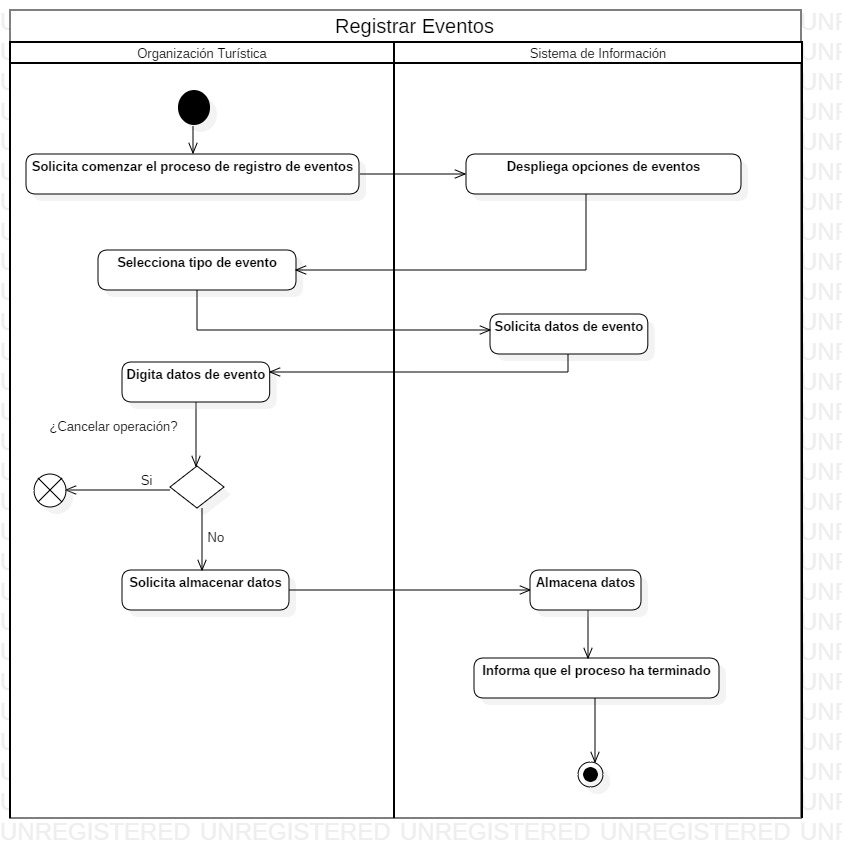 Registrar Eventos
Organización Turística
Sistema de Información
Solicita comenzar el proceso de registro de eventos
Despliega opciones de eventos
Selecciona tipo de evento
Solicita datos de evento
Digita datos de evento
¿Cancelar operación?
Si
No
Solicita almacenar datos
Almacena datos
Informa que el proceso ha terminado
UNREGISTERED UNREGISTERED UNREGISTERED UNREGISTERED UNR